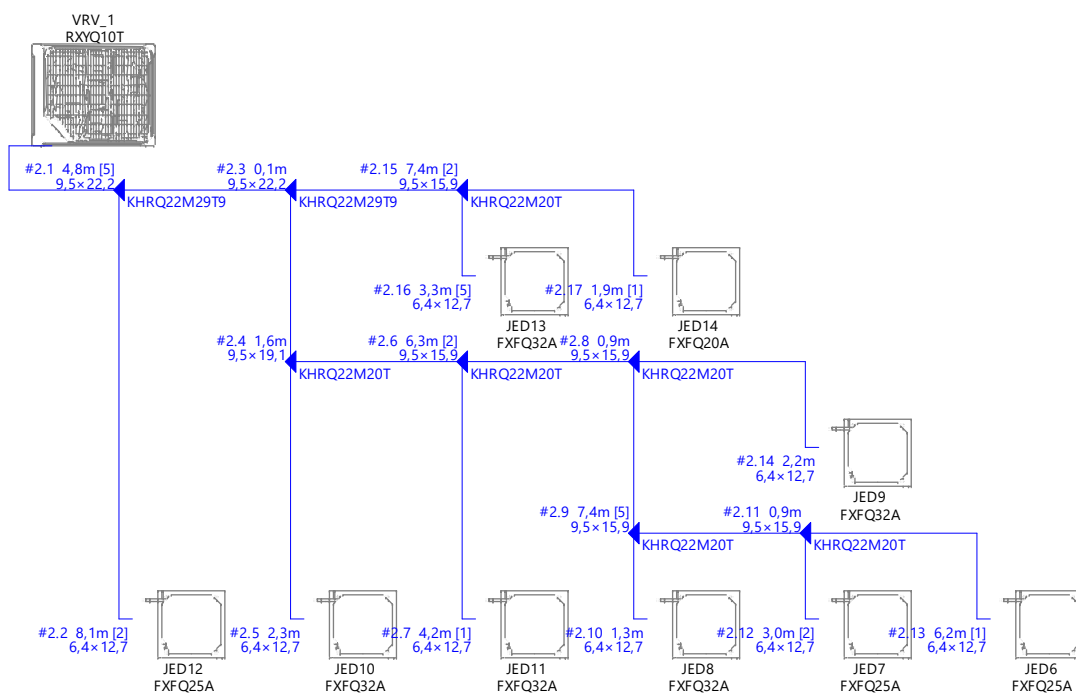 VRV_1
RXYQ10T
#2.1 4,8m [5]
9,5×22,2
KHRQ22M29T9
#2.3 0,1m
9,5×22,2
KHRQ22M29T9
#2.15 7,4m [2]
9,5×15,9
KHRQ22M20T
#2.16 3,3m [5]
6,4×12,7
JED13
FXFQ32A
#2.17 1,9m [1]
6,4×12,7
JED14
FXFQ20A
#2.4 1,6m
9,5×19,1
KHRQ22M20T
#2.6 6,3m [2]
9,5×15,9
KHRQ22M20T
#2.8 0,9m
9,5×15,9
KHRQ22M20T
#2.14 2,2m
6,4×12,7
JED9
FXFQ32A
#2.9 7,4m [5]
9,5×15,9
KHRQ22M20T
#2.11 0,9m
9,5×15,9
KHRQ22M20T
#2.2 8,1m [2]
6,4×12,7
JED12
FXFQ25A
#2.5 2,3m
6,4×12,7
JED10
FXFQ32A
#2.7 4,2m [1]
6,4×12,7
JED11
FXFQ32A
#2.10 1,3m
6,4×12,7
JED8
FXFQ32A
#2.12 3,0m [2]
6,4×12,7
JED7
FXFQ25A
#2.13 6,2m [1]
6,4×12,7
JED6
FXFQ25A